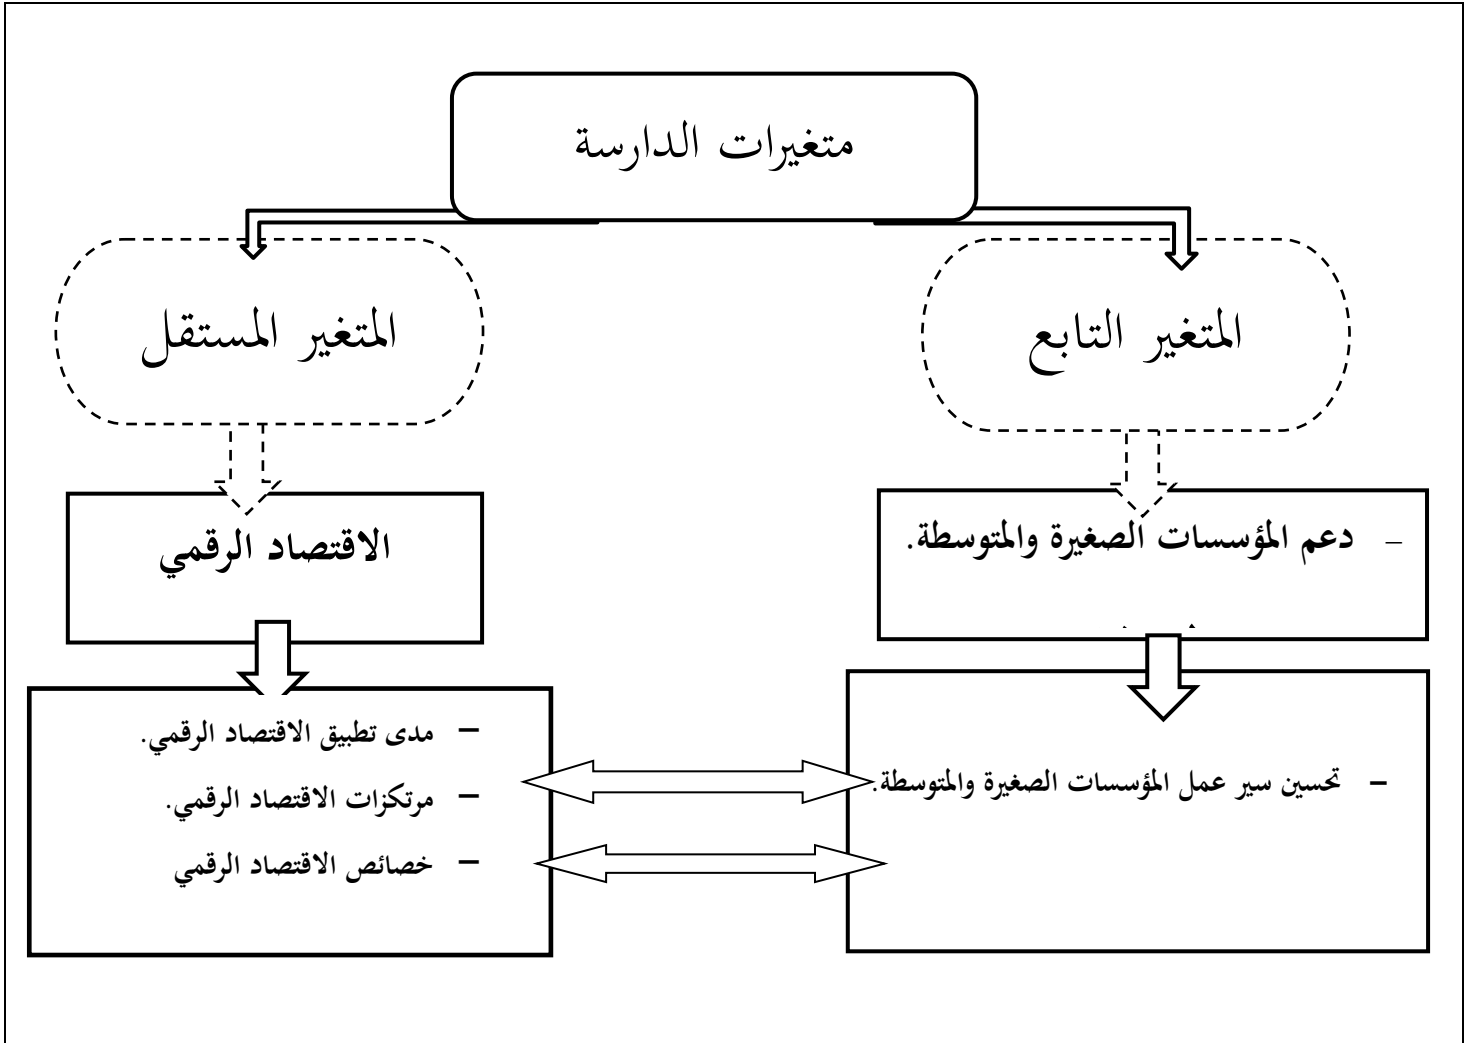 متغيرات الدارسة
المتغير التابع
المتغير المستقل
– دعم المؤسسات الصغيرة والمتوسطة.
الاقتصاد الرقمي
– تحسين سير عمل المؤسسات الصغيرة والمتوسطة.
– مدى تطبيق الاقتصاد الرقمي.
– مرتكزات الاقتصاد الرقمي.
– خصائص الاقتصاد الرقمي